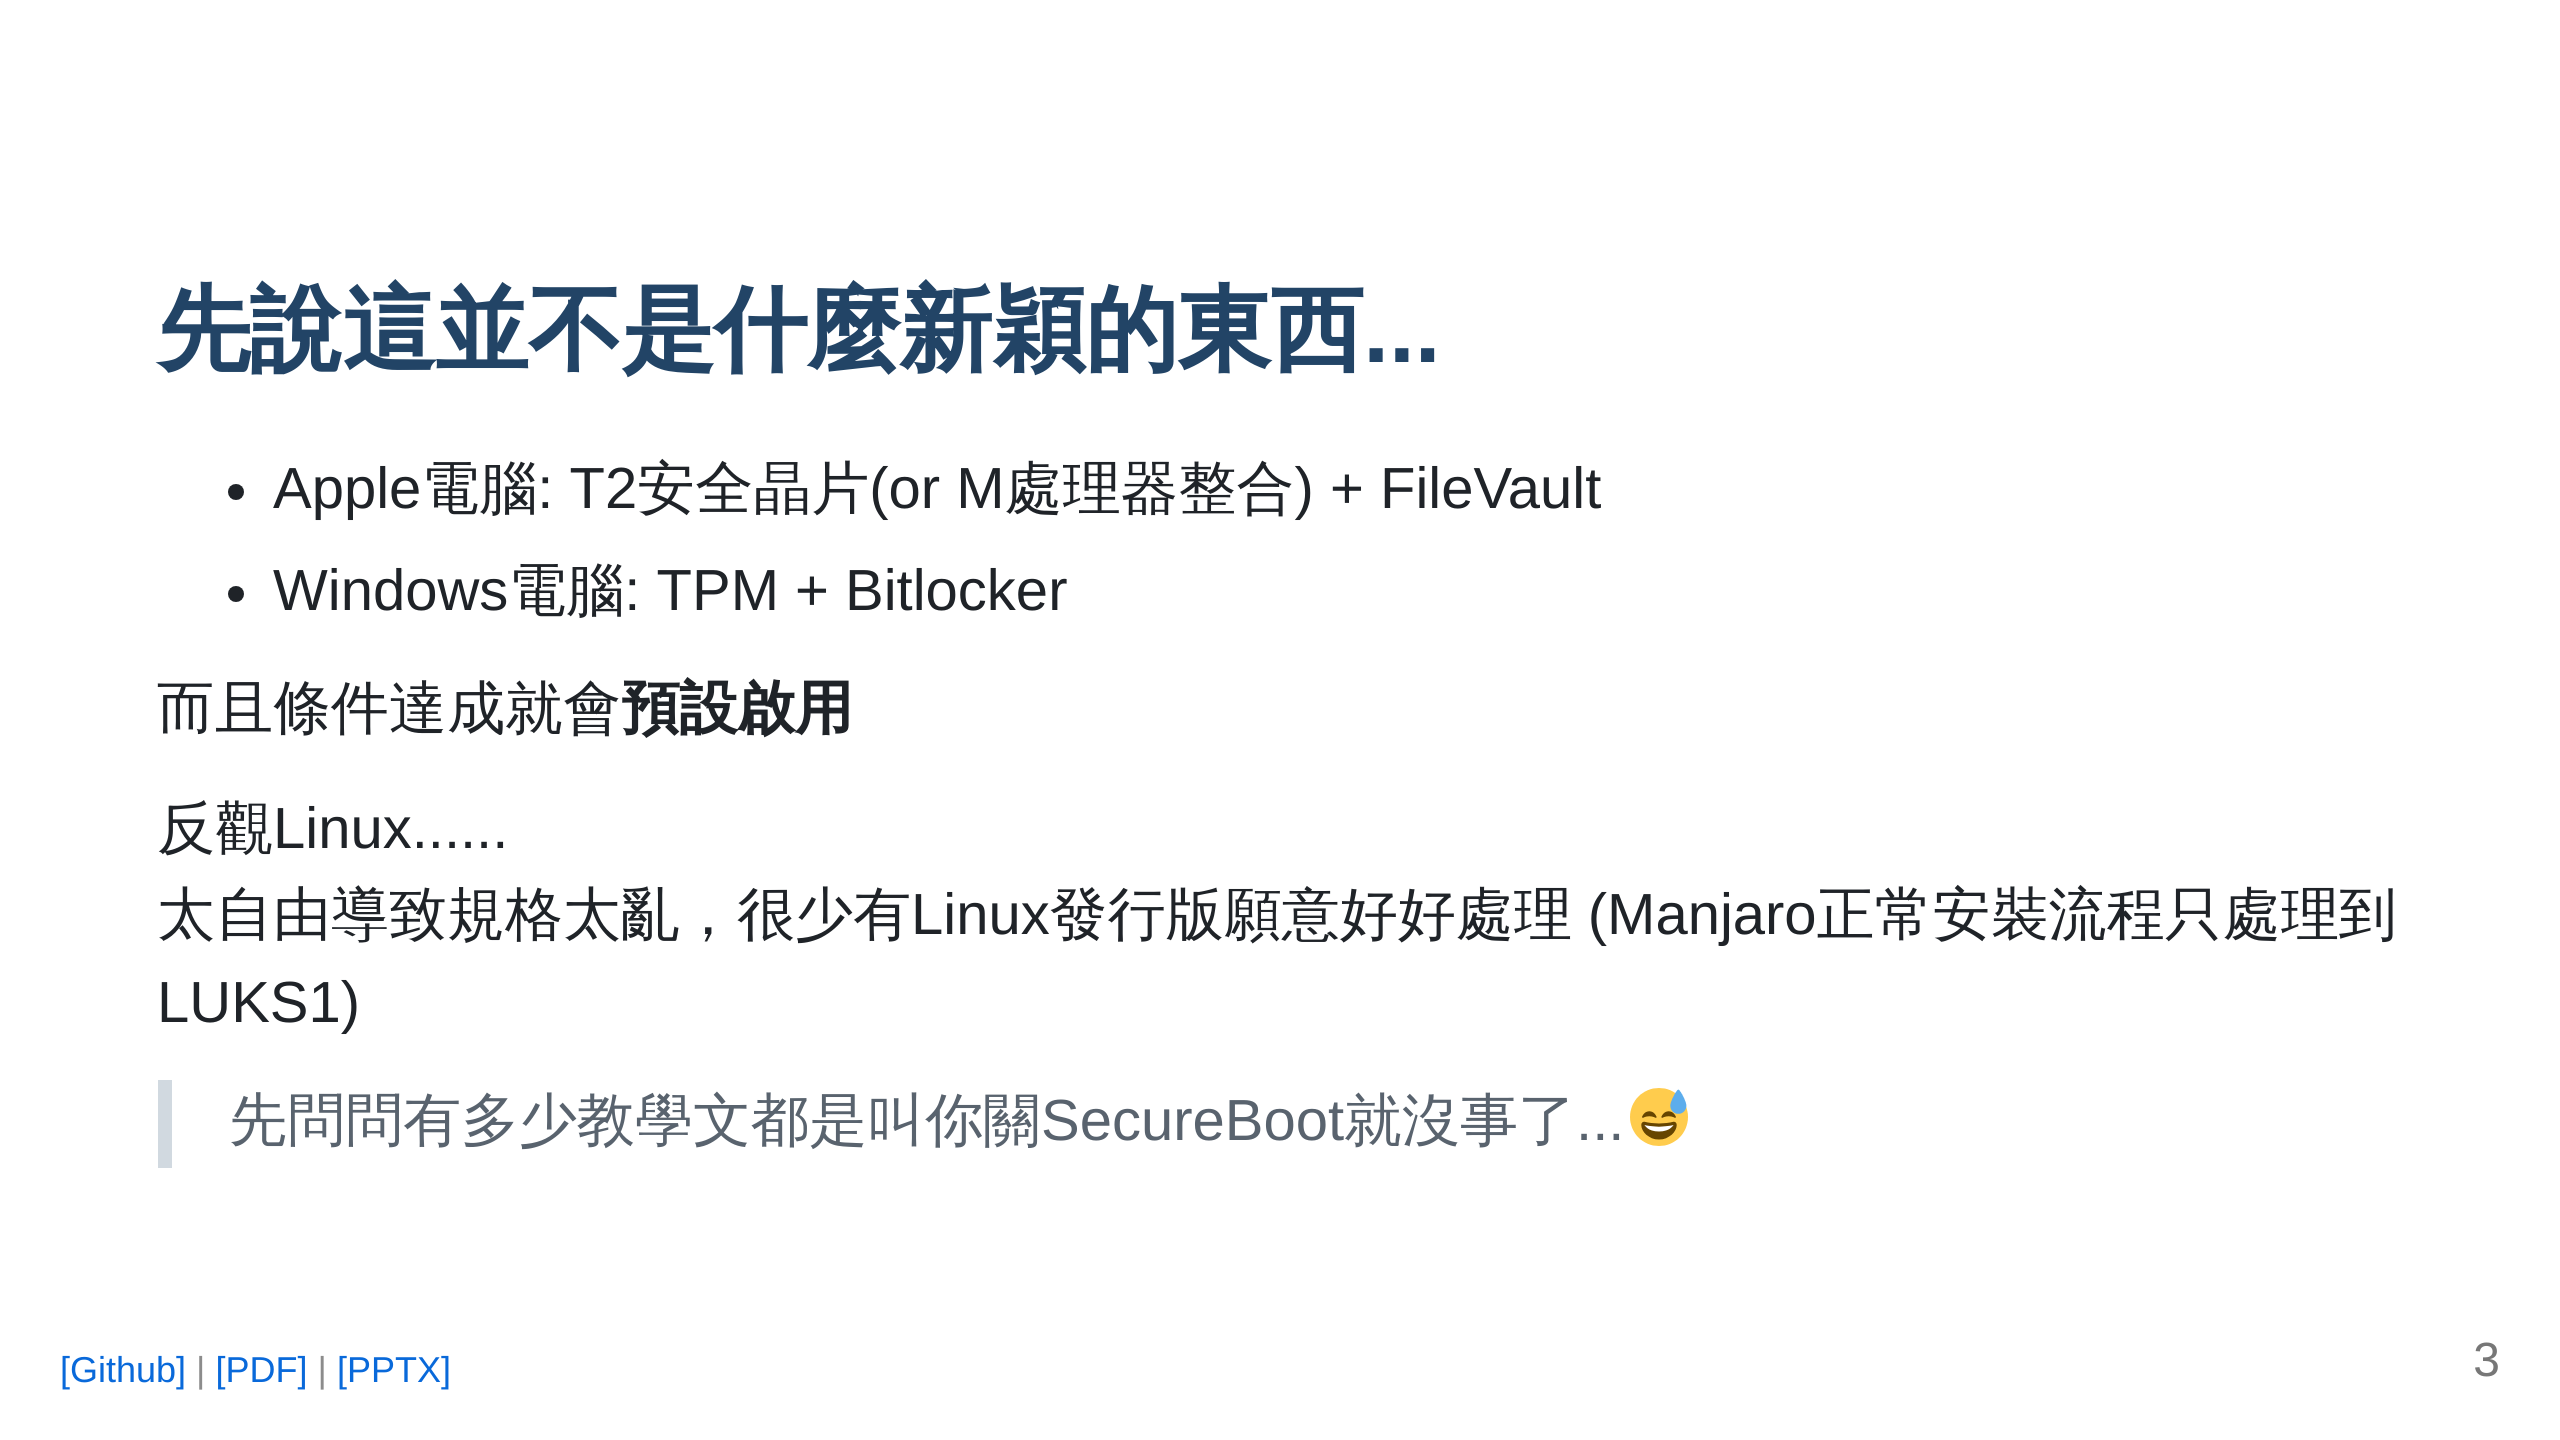 先說這並不是什麼新穎的東西...
• Apple電腦: T2安全晶片(or M處理器整合) + FileVault
• Windows電腦: TPM + Bitlocker
而且條件達成就會預設啟用
反觀Linux......
太自由導致規格太亂，很少有Linux發行版願意好好處理 (Manjaro正常安裝流程只處理到
LUKS1)
先問問有多少教學文都是叫你關SecureBoot就沒事了...😅
[Github] | [PDF] | [PPTX]
3